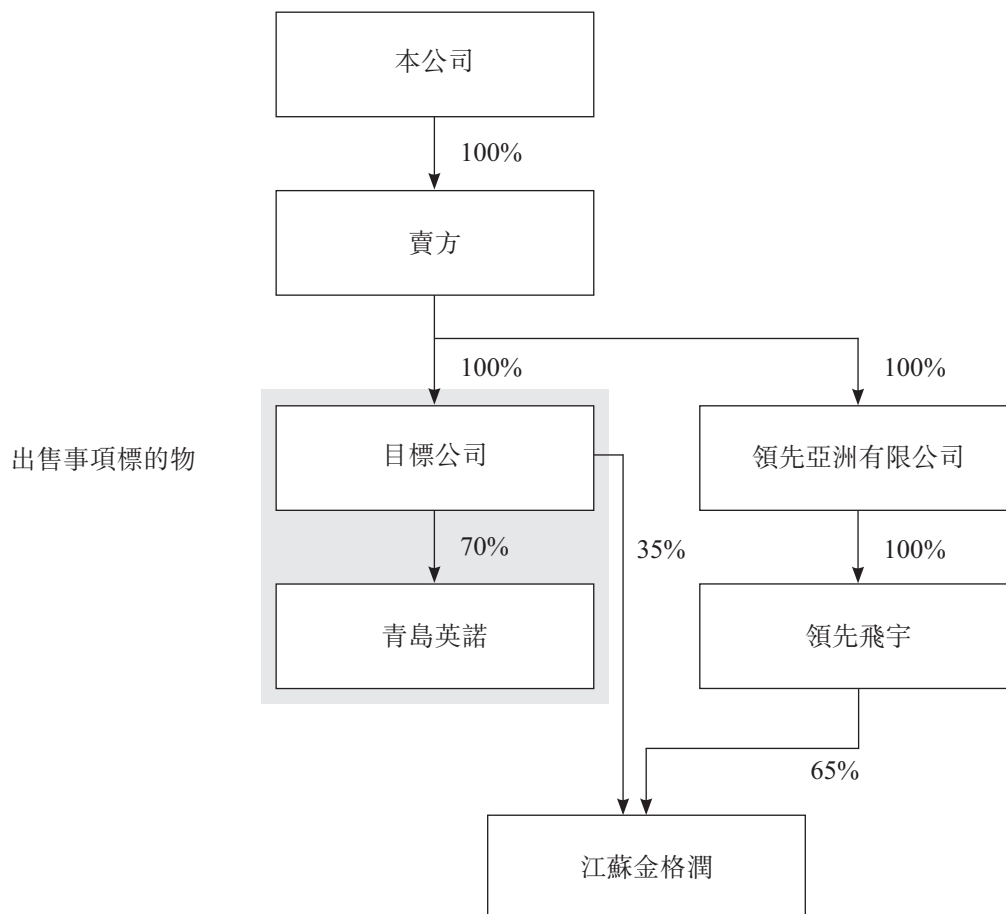 本公司
100%
賣方
100%
100%
出售事項標的物
目標公司
領先亞洲有限公司
70%
35%
100%
青島英諾
領先飛宇
65%
江蘇金格潤